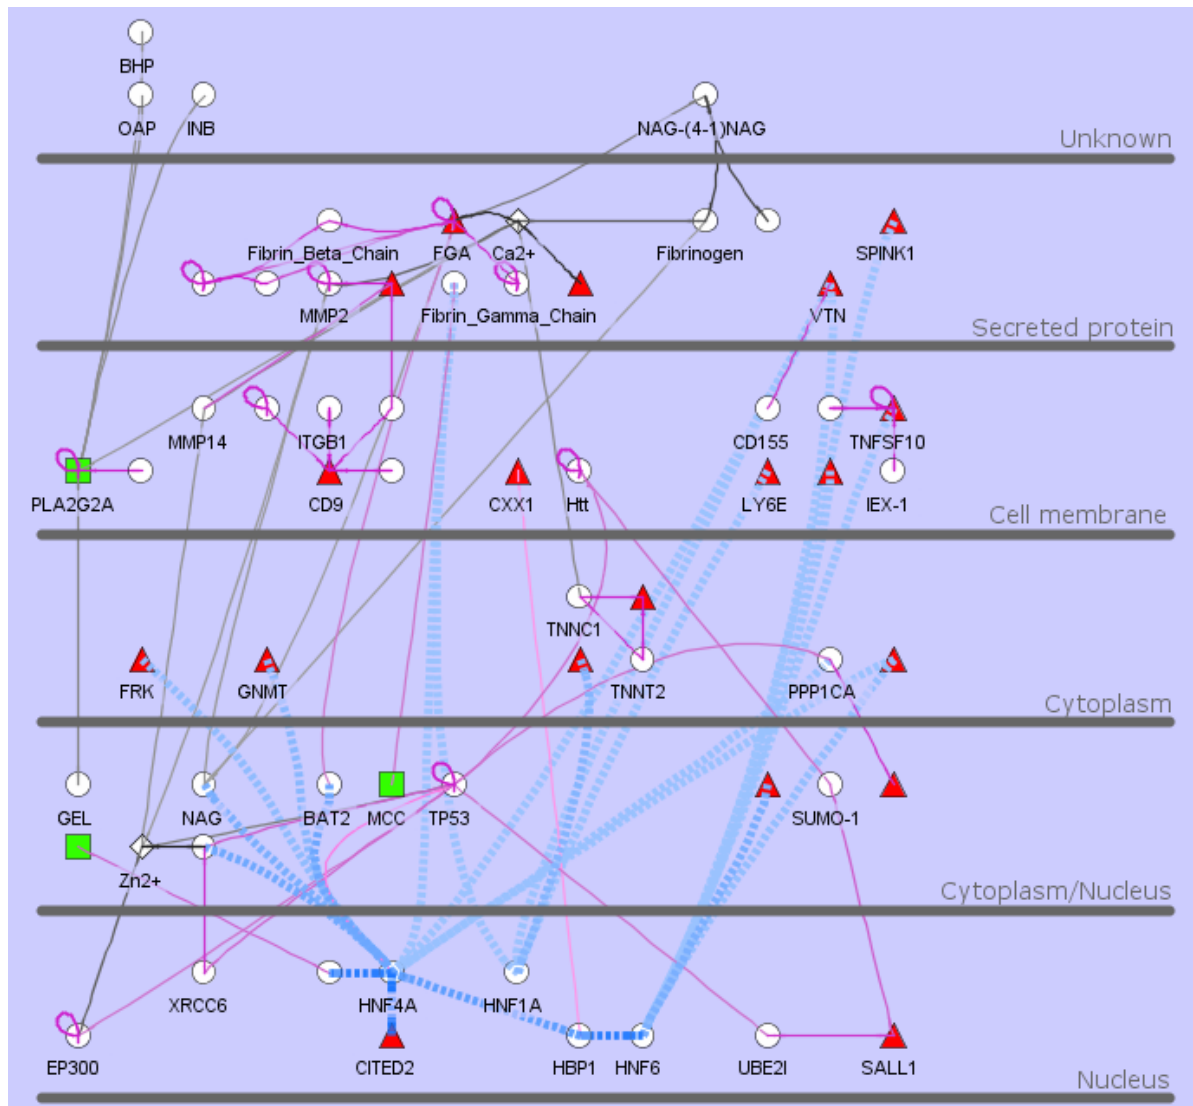 BHP
OAP INB NAG-(4-1)NAG
Unknown
Fibrin_Beta_Chain FGA Ca2+ Fibrinogen SPINK1
MMP2 Fibrin_Gamma_Chain VTN
Secreted protein
MMP14 ITGB1 CD155 TNFSF10
PLA2G2A CD9 CXX1 Htt LY6E IEX-1
Cell membrane
TNNC1
FRK GNMT TNNT2 PPP1CA
Cytoplasm
GEL NAG BAT2 MCC TP53 SUMO-1
Zn2+
Cytoplasm/Nucleus
XRCC6 HNF4A HNF1A
EP300 CITED2 HBP1 HNF6 UBE2I SALL1
Nucleus